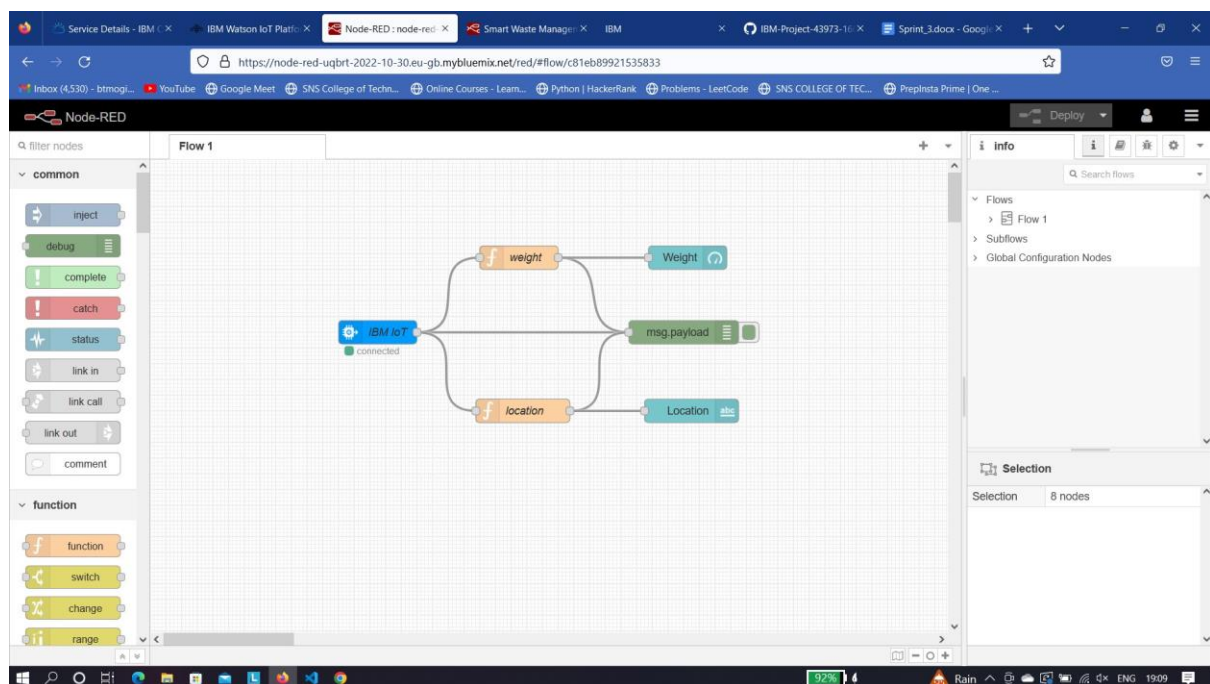 Service Details - IBM C
IBM Watson IoT Platfo
Node-RED : node-red-
Smart Waste Managem
IBM
IBM-Project-43973-16
Sprint_3.docx - Google
https://node-red-uqbrt-2022-10-30.eu-gb.mybluemix.net/red/#flow/c81eb89921535833
Inbox (4,530) - btmogi...
YouTube
Google Meet
SNS College of Techn...
Online Courses - Learn...
Python | HackerRank
Problems - LeetCode
SNS COLLEGE OF TEC...
PrepInsta Prime | One ...
Node-RED
Deploy
filter nodes
Flow 1
info
i
Search flows
common
inject
debug
complete
catch
status
link in
link call
link out
comment
function
function
switch
change
range
weight
Weight
IBM IoT
connected
msg.payload
location
Location
abc
Flows
Flow 1
Subflows
Global Configuration Nodes
Selection
Selection 8 nodes
92%
Rain
ENG
19:09